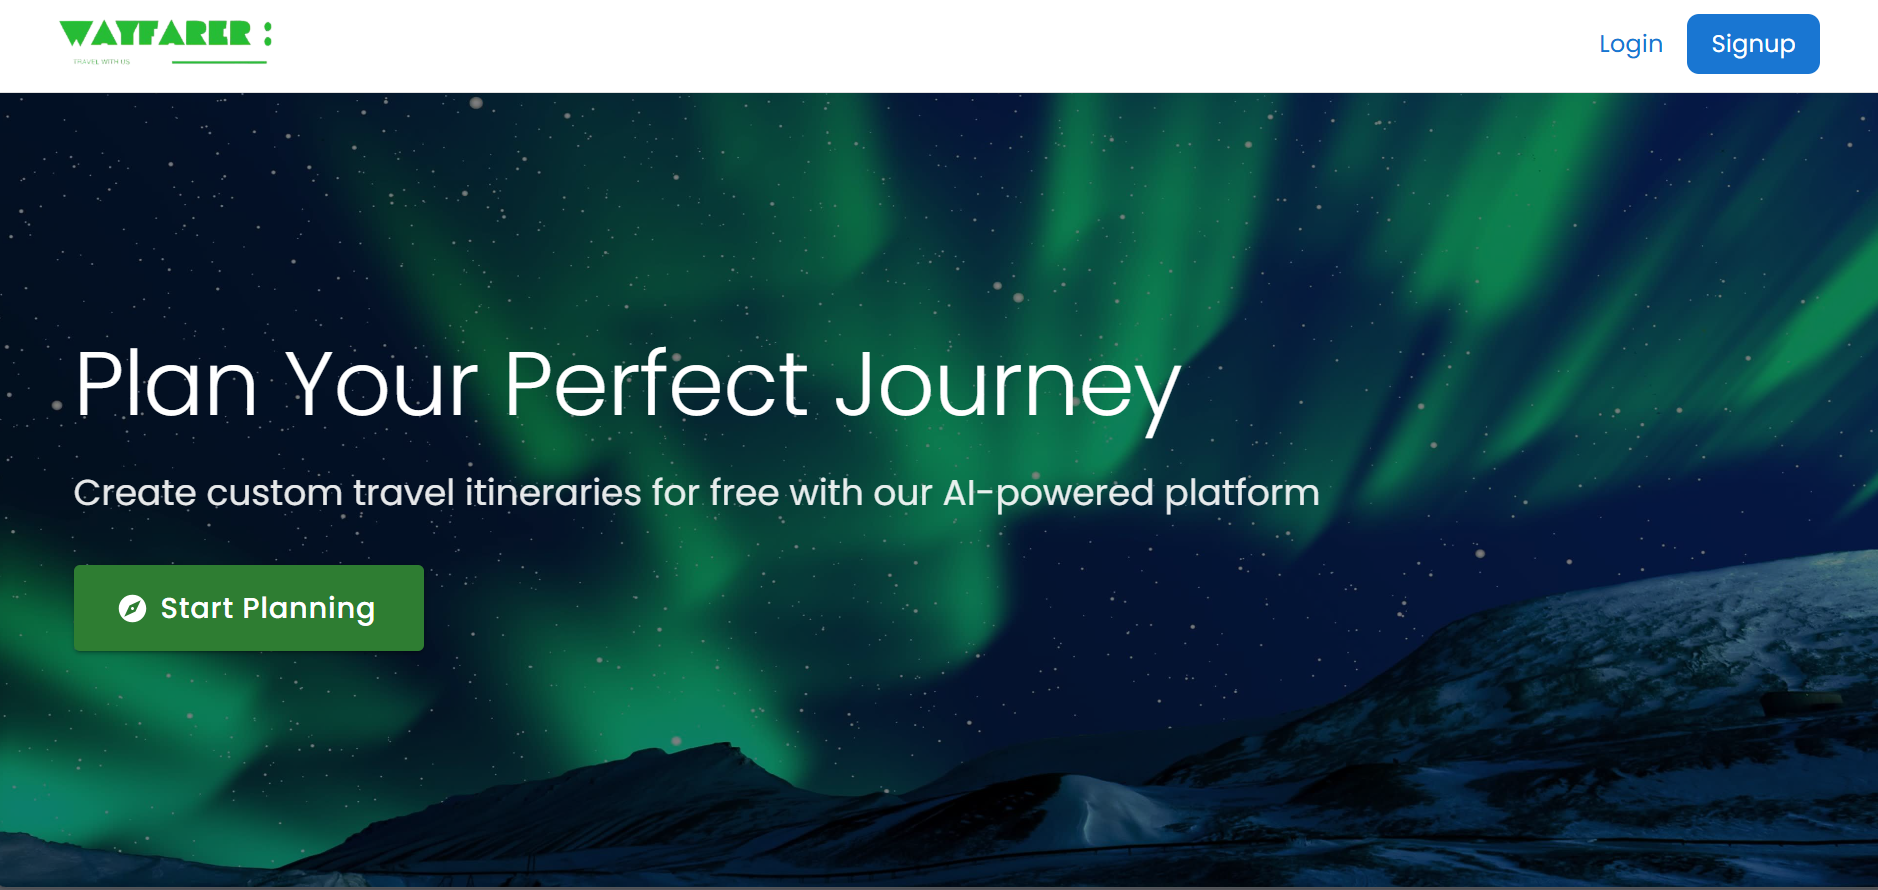 WAYFARER :
TRAVEL WITH US
Login
Signup
Plan Your Perfect Journey
Create custom travel itineraries for free with our AI-powered platform
Start Planning